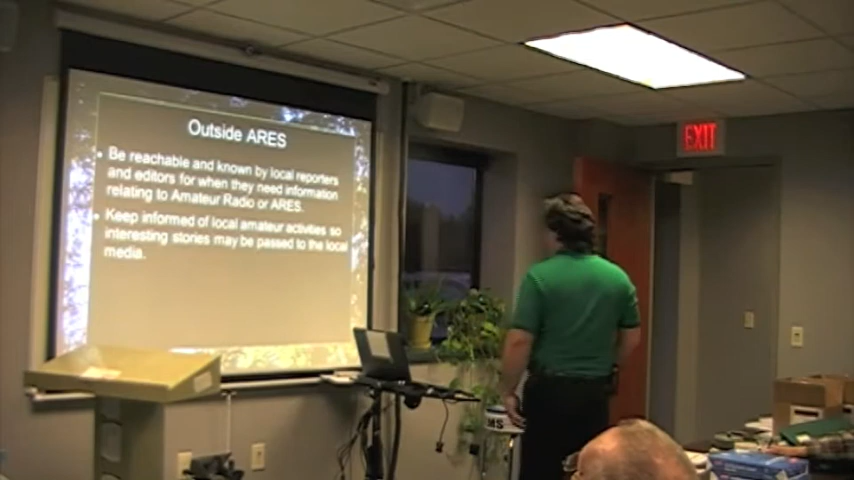 Outside ARES
• Be reachable and known by local reporters
and editors for when they need information
relating to Amateur Radio or ARES.
• Keep informed of local amateur activities so
interesting stories may be passed to the local
media.
EXIT
MS